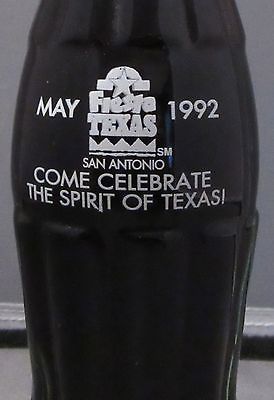 MAY Fiesta 1992
TEXAS
SM
SAN ANTONIO
COME CELEBRATE
THE SPIRIT OF TEXAS!